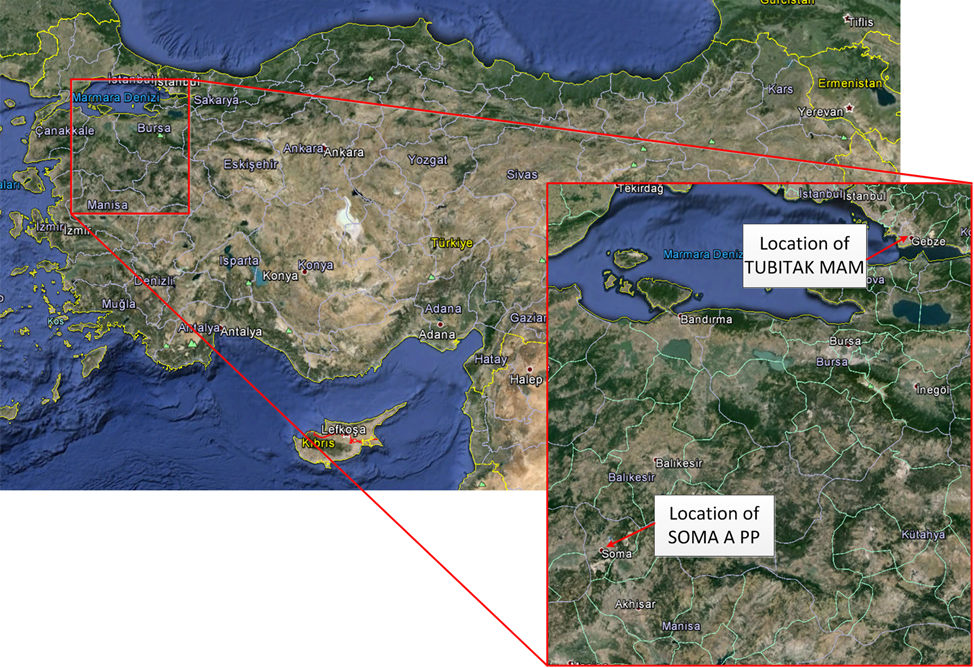 Gürcistan
Tiflis
Ermenistan
Kars
Yerevan
İstanbul İstanbul
Marmara Denizi
Sakarya
Çanakkale
Bursa
Ankara Ankara
Eskişehir
Yozgat
Sivas
Manisa
İzmir İzmir
Türkiye
Isparta
Konya
Konya
Denizli
Muğla
Antalya Antalya
Kos
Adana
Adana
Hatay
Halep
Lefkoşa
Kıbrıs
Tekirdağ
İstanbul İstanbul
Marmara
Location of
TUBITAK MAM
Gebze
Bandırma
Bursa
Bursa
İnegöl
Balıkesir
Balıkesir
Location of
SOMA A PP
Soma
Kütahya
Akhisar
Manisa